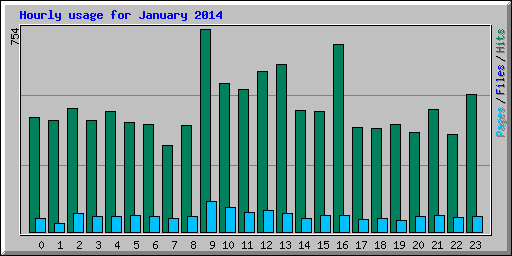 Hourly usage for January 2014
754
Pages / Files / Hits
0 1 2 3 4 5 6 7 8 9 10 11 12 13 14 15 16 17 18 19 20 21 22 23